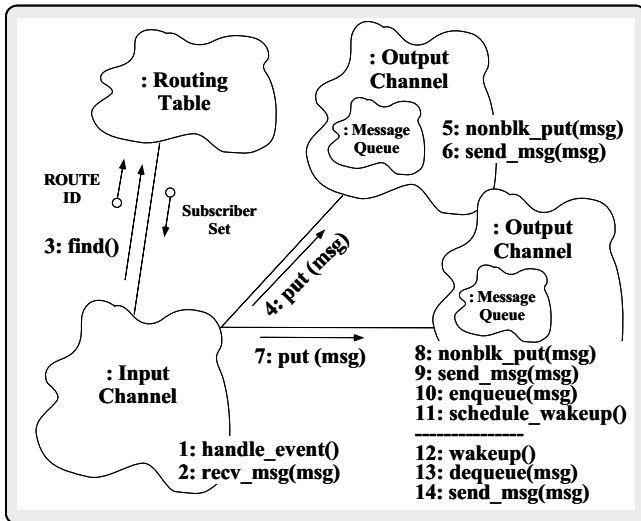 : Routing
Table
: Output
Channel
: Message
Queue
5: nonblk_put(msg)
6: send_msg(msg)
ROUTE
ID
Subscriber
Set
3: find()
4: put (msg)
: Output
Channel
: Message
Queue
7: put (msg)
: Input
Channel
1: handle_event()
2: recv_msg(msg)
8: nonblk_put(msg)
9: send_msg(msg)
10: enqueue(msg)
11: schedule_wakeup()
---------------
12: wakeup()
13: dequeue(msg)
14: send_msg(msg)